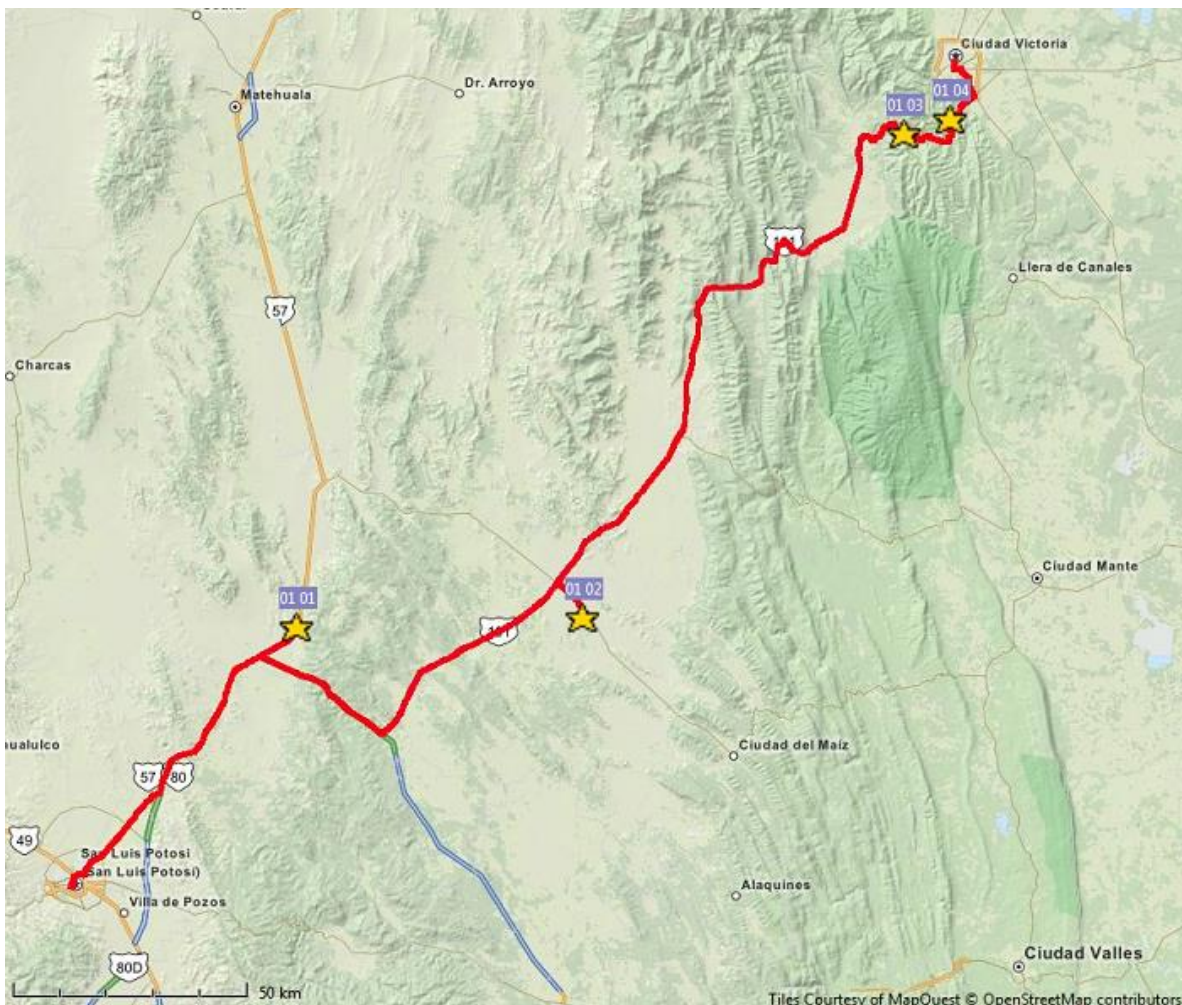 Ciudad Victoria
Matehuala
Dr. Arroyo
01 04
01 03
Llera de Canales
57
Charcas
Ciudad Mante
01 02
01 01
Ciudad del Maíz
57 80
49
San Luis Potosí
(San Luis Potosí)
Alaquines
Villa de Pozos
Ciudad Valles
80D
50 km
Tiles Courtesy of MapQuest © OpenStreetMap contributors